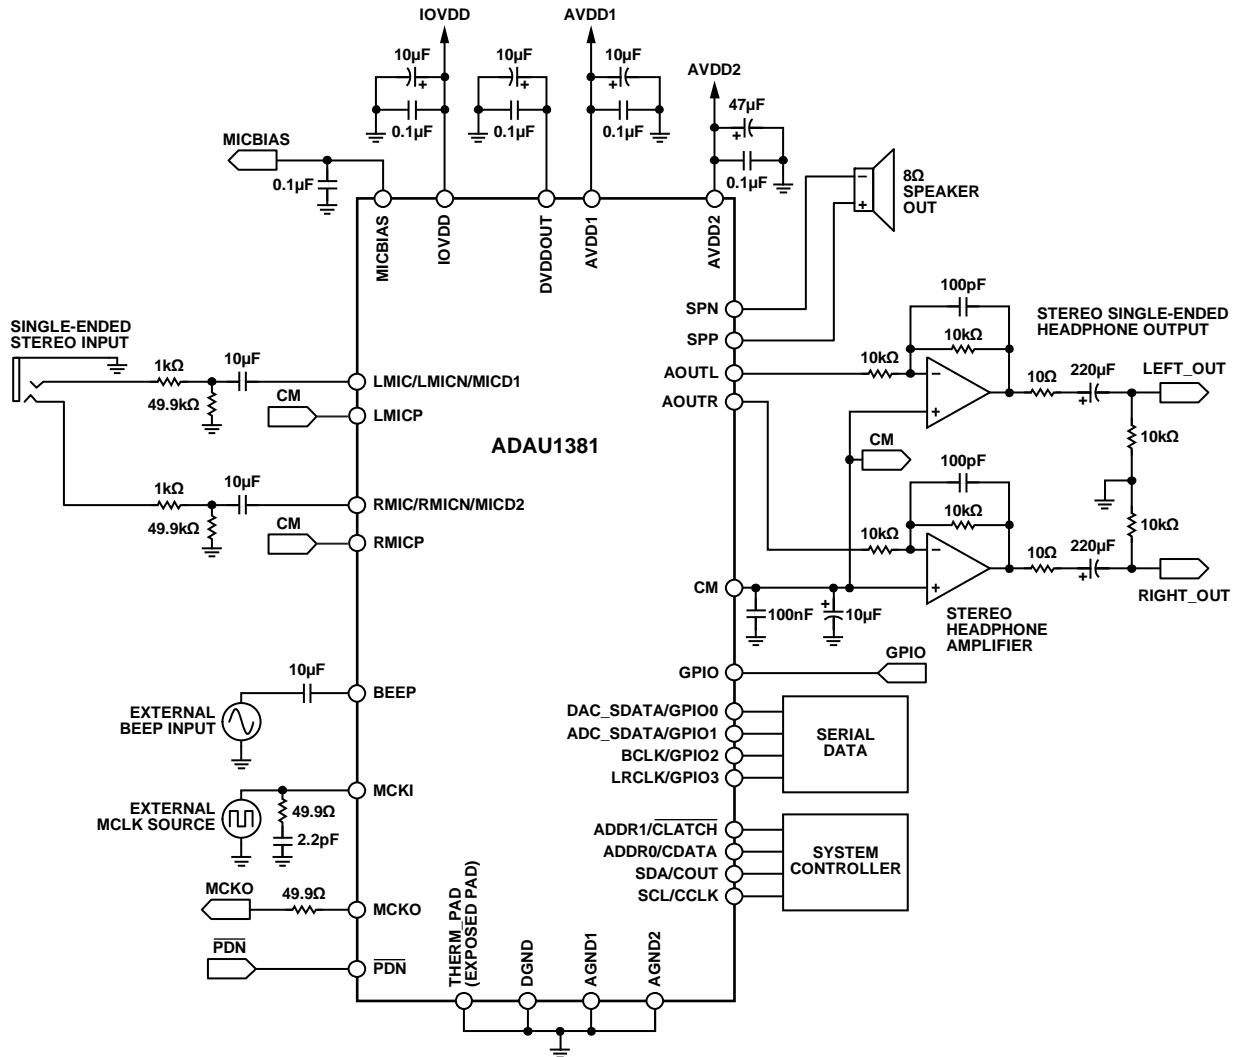 IOVDD
AVDD1
AVDD2
10µF
10µF
10µF
47µF
0.1µF
0.1µF
0.1µF
0.1µF
MICBIAS
0.1µF
8Ω
SPEAKER
OUT
MICBIAS
IOVDD
DVDDOUT
AVDD1
AVDD2
SINGLE-ENDED
STEREO INPUT
1kΩ
10µF
49.9kΩ
CM
LMIC/LMICN/MICD1
LMICP
1kΩ
10µF
49.9kΩ
CM
RMIC/RMICN/MICD2
RMICP
ADAU1381
SPN
SPP
AOUTL
AOUTR
100pF
10kΩ
10kΩ
STEREO SINGLE-ENDED
HEADPHONE OUTPUT
10Ω
220µF
LEFT_OUT
10kΩ
CM
100pF
10kΩ
10kΩ
10kΩ
10Ω
220µF
RIGHT_OUT
CM
100nF
10µF
STEREO
HEADPHONE
AMPLIFIER
GPIO
GPIO
10µF
BEEP
EXTERNAL
BEEP INPUT
DAC_SDATA/GPIO0
ADC_SDATA/GPIO1
BCLK/GPIO2
LRCLK/GPIO3
SERIAL
DATA
MCKI
EXTERNAL
MCLK SOURCE
49.9Ω
2.2pF
ADDR1/CLATCH
ADDR0/CDATA
SDA/COUT
SCL/CCLK
SYSTEM
CONTROLLER
MCKO
49.9Ω
MCKO
PDN
PDN
THERM_PAD
(EXPOSED PAD)
DGND
AGND1
AGND2
− +
− +
− +
+
+
+
+
+
+
+